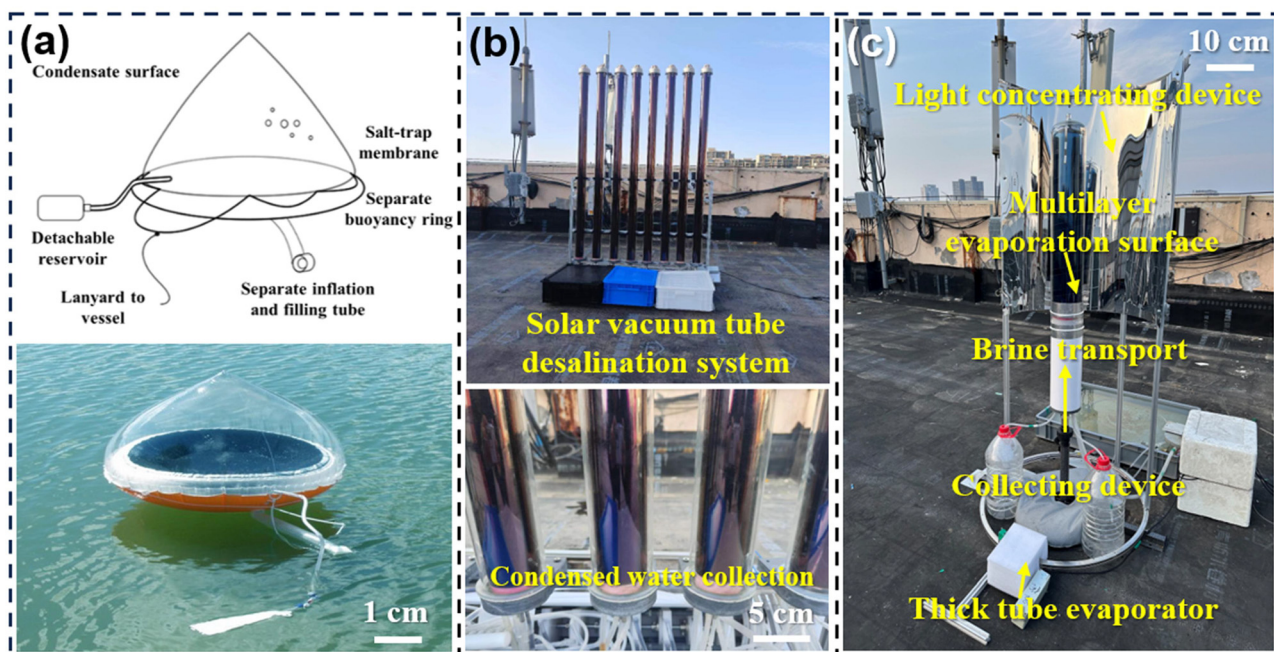 (a)
Condensate surface
Salt-trap
membrane
Separate
buoyancy ring
Detachable
reservoir
Lanyard to
vessel
Separate inflation
and filling tube
1 cm
(b)
Solar vacuum tube
desalination system
Condensed water collection
5 cm
(c)
10 cm
Light concentrating device
Multilayer
evaporation surface
Brine transport
Collecting device
Thick tube evaporator